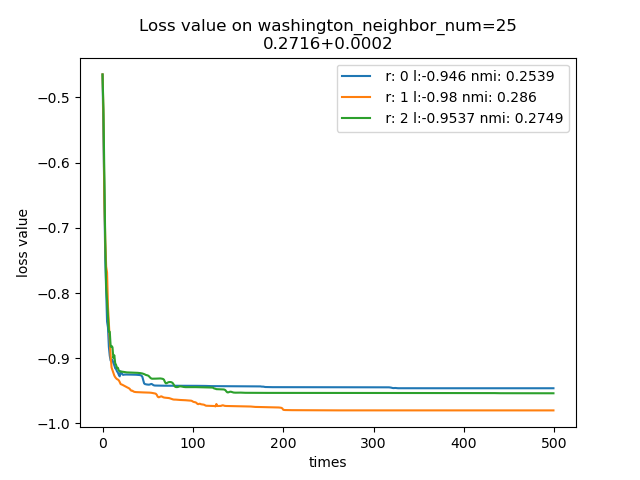 Loss value on washington_neighbor_num=25
0.2716+0.0002
r: 0 l:-0.946 nmi: 0.2539
r: 1 l:-0.98 nmi: 0.286
r: 2 l:-0.9537 nmi: 0.2749
loss value
−0.5
−0.6
−0.7
−0.8
−0.9
−1.0
0 100 200 300 400 500
times